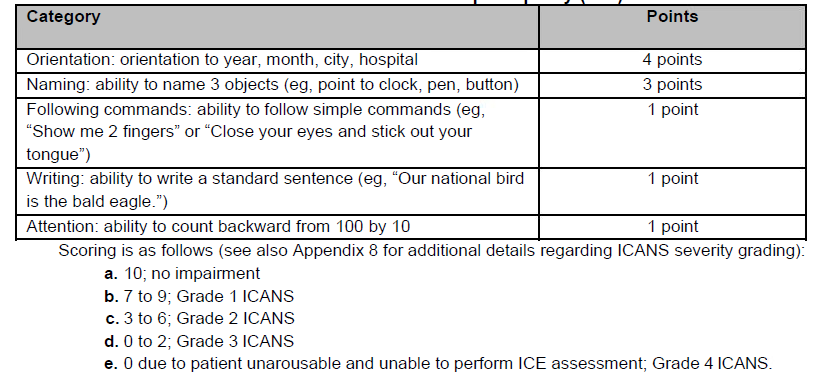 Category Points
Orientation: orientation to year, month, city, hospital 4 points
Naming: ability to name 3 objects (eg, point to clock, pen, button) 3 points
Following commands: ability to follow simple commands (eg, 1 point
“Show me 2 fingers” or “Close your eyes and stick out your
tongue”)
Writing: ability to write a standard sentence (eg, “Our national bird 1 point
is the bald eagle.”)
Attention: ability to count backward from 100 by 10 1 point
Scoring is as follows (see also Appendix 8 for additional details regarding ICANS severity grading):
a. 10; no impairment
b. 7 to 9; Grade 1 ICANS
c. 3 to 6; Grade 2 ICANS
d. 0 to 2; Grade 3 ICANS
e. 0 due to patient unarousable and unable to perform ICE assessment; Grade 4 ICANS.